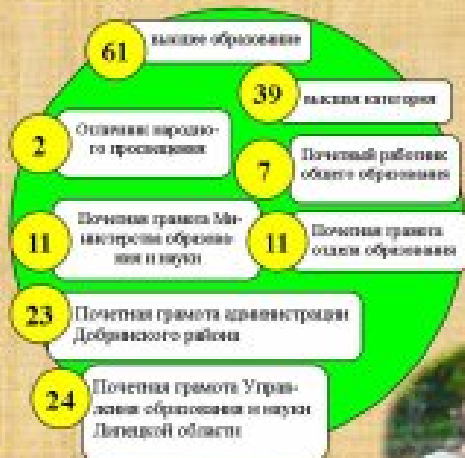 61
высшее образование
39
высшая категория
2
Отличник народно-
го просвещения
7
Почетный работник
общего образования
11
Почетная грамота Ми-
нистерства образова-
ния и науки
11
Почетная грамота
отдела образования
23
Почетная грамота администрации
Добринского района
24
Почетная грамота Управ-
ления образования и науки
Липецкой области